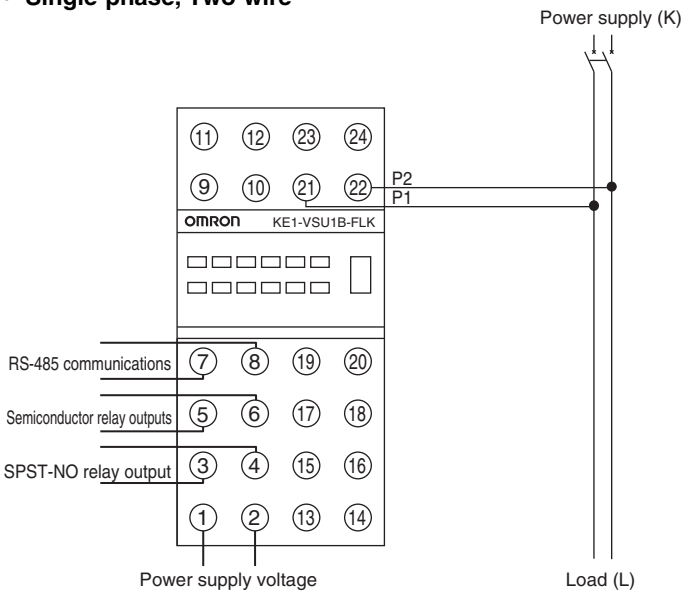 Single-phase, Two-wire
Power supply (K)
11 12 23 24
9 10 21 22
P2
P1
OMRON KE1-VSU1B-FLK
RS-485 communications
7 8 19 20
Semiconductor relay outputs
5 6 17 18
SPST-NO relay output
3 4 15 16
1 2 13 14
Power supply voltage
Load (L)